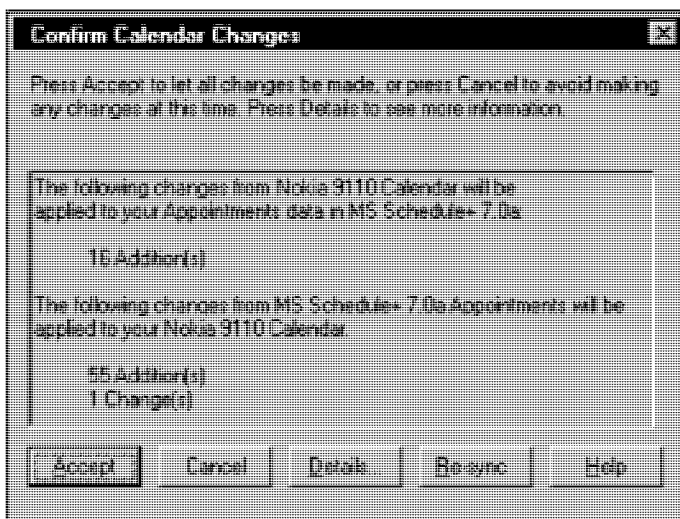 Confirm Calendar Changes
Press Accept to let all changes be made, or press Cancel to avoid making
any changes at this time. Press Details to see more information.
The following changes from Nokia 9110 Calendar will be
applied to your Appointments data in MS Schedule+ 7.0a:
16 Addition(s)
The following changes from MS Schedule+ 7.0a Appointments will be
applied to your Nokia 9110 Calendar:
55 Addition(s)
1 Change(s)
Accept Cancel Details... Re-sync Help